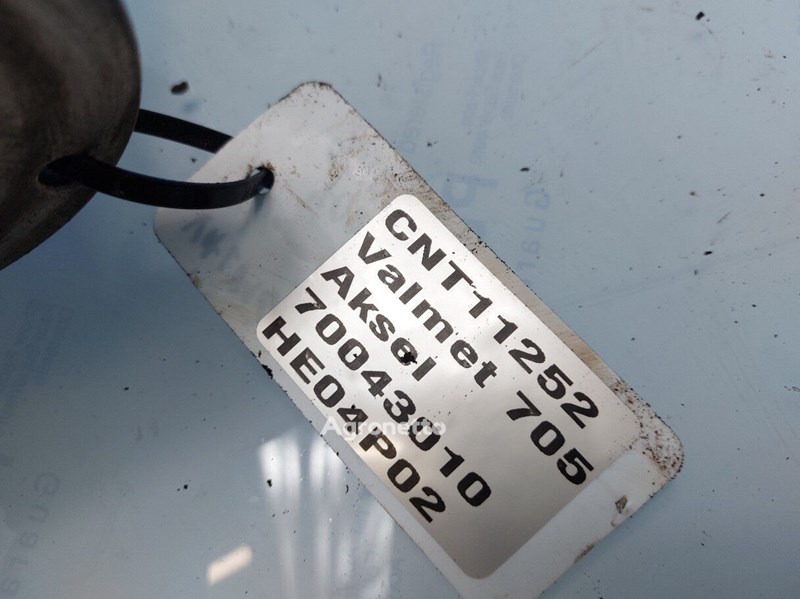 CNT11252
Valmet 705
Aksel
70043010
HE04P02
Agronetto